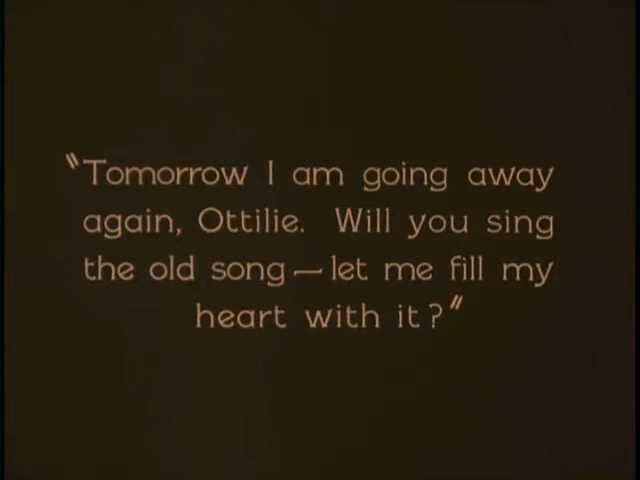 "Tomorrow I am going away
again, Ottilie. Will you sing
the old song — let me fill my
heart with it?"